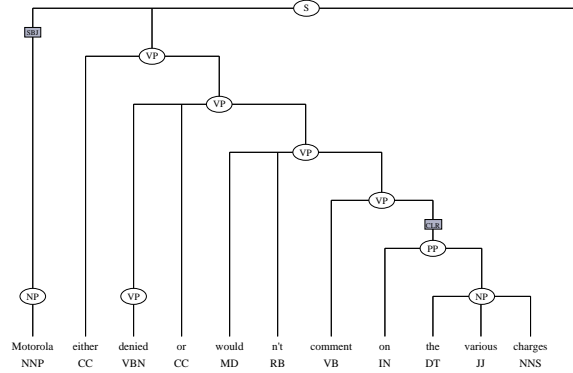 S
SBJ
VP
VP
VP
VP
CLR
PP
NP VP NP
Motorola either denied or would n't comment on the various charges
NNP CC VBN CC MD RB VB IN DT JJ NNS